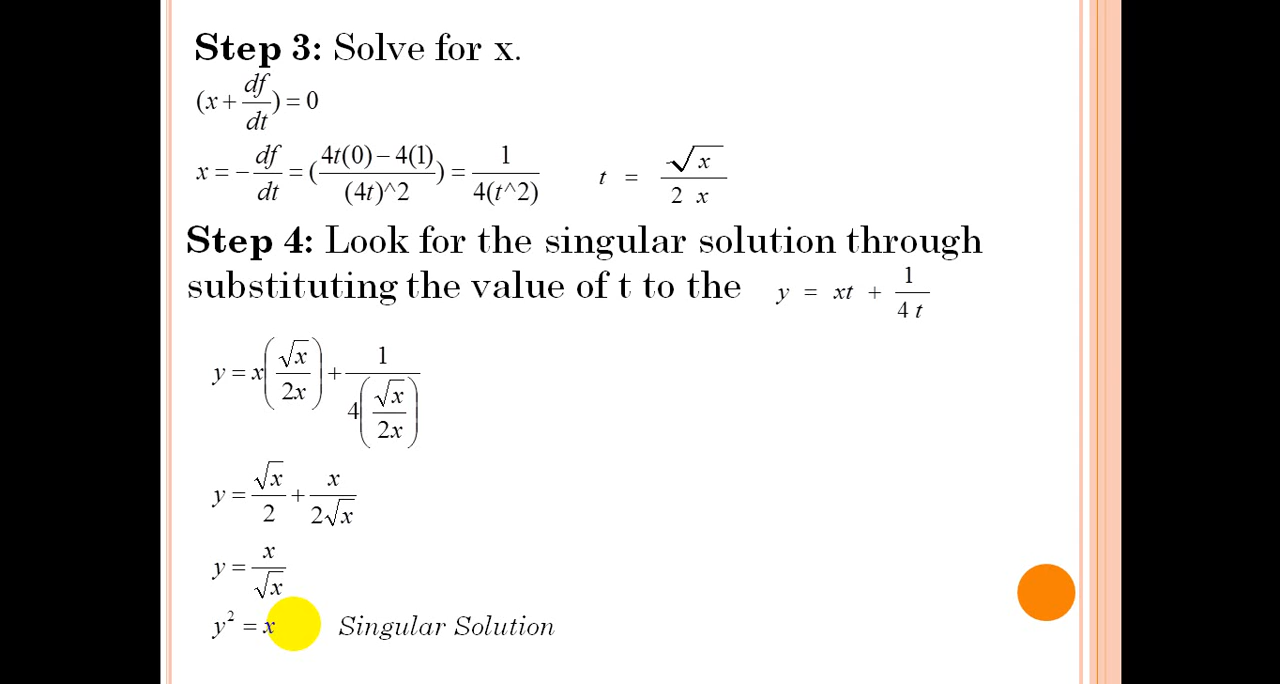 Step 3: Solve for x.
(x + df/dt) = 0
x = − df/dt = (4t(0) − 4(1)/(4t)^2) = 1/4(t^2) t = √x/2 x
Step 4: Look for the singular solution through
substituting the value of t to the y = xt + 1/4 t
y = x(√x/2x) + 1/4(√x/2x)
y = √x/2 + x/2√x
y = x/√x
y² = x Singular Solution